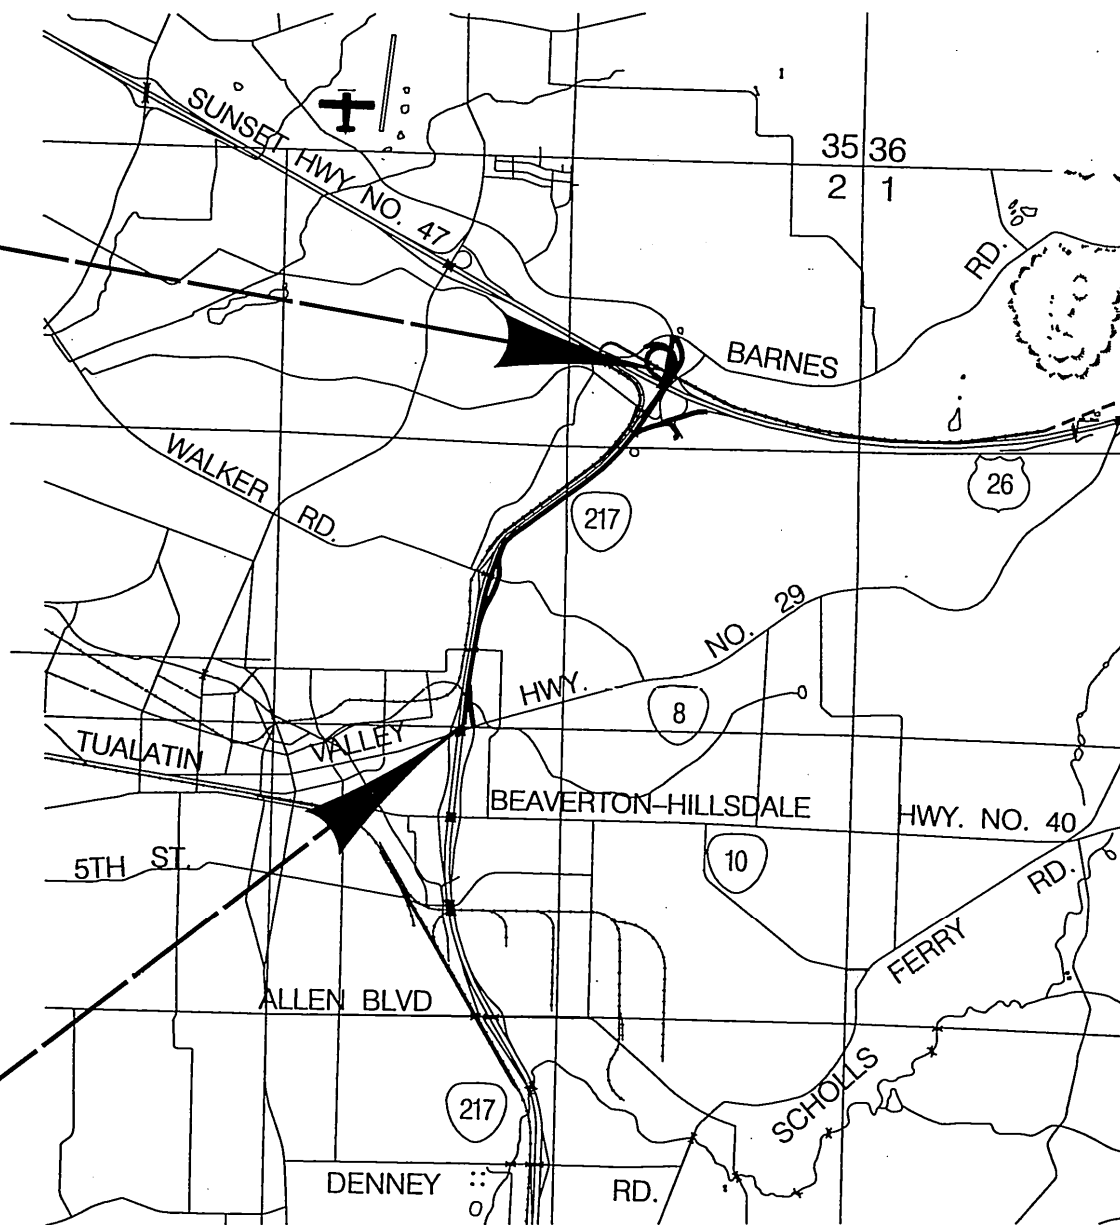 SUNSET HWY NO. 47
35 36
2 1
RD.
BARNES
WALKER RD.
26
217
HWY. NO. 29
8
TUALATIN VALLEY
BEAVERTON-HILLSDALE HWY. NO. 40
10
5TH ST.
RD.
FERRY
ALLEN BLVD
SCHOLLS
217
DENNEY RD.